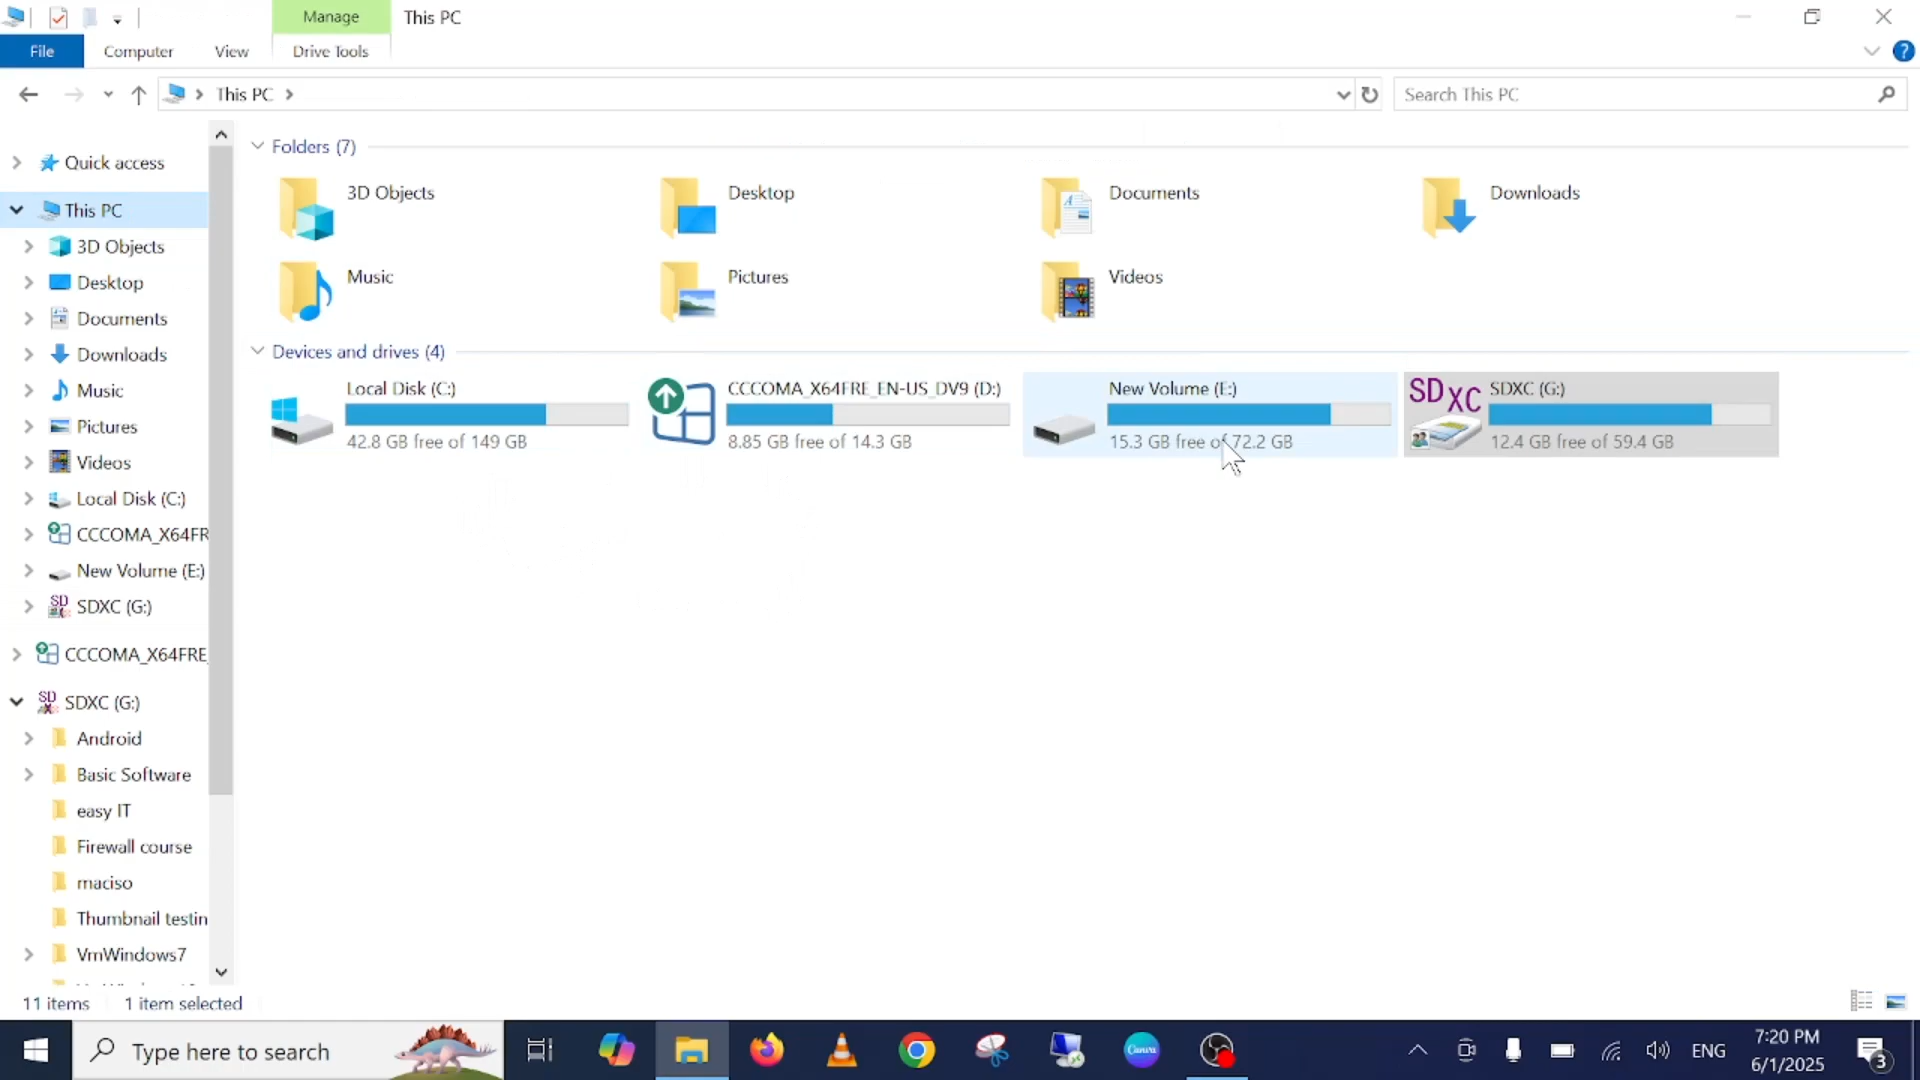 Manage
This PC
File
Computer
View
Drive Tools
This PC
Search This PC
Quick access
This PC
3D Objects
Desktop
Documents
Downloads
Music
Pictures
Videos
Local Disk (C:)
CCCOMA_X64FR
New Volume (E:)
SDXC (G:)
CCCOMA_X64FRE_
SDXC (G:)
Android
Basic Software
easy IT
Firewall course
maciso
Thumbnail testin
VmWindows7
Folders (7)
3D Objects
Desktop
Documents
Downloads
Music
Pictures
Videos
Devices and drives (4)
Local Disk (C:)
42.8 GB free of 149 GB
CCCOMA_X64FRE_EN-US_DV9 (D:)
8.85 GB free of 14.3 GB
New Volume (E:)
15.3 GB free of 72.2 GB
SD XC
SDXC (G:)
12.4 GB free of 59.4 GB
11 items
1 item selected
Type here to search
Canva
ENG
7:20 PM
6/1/2025
3